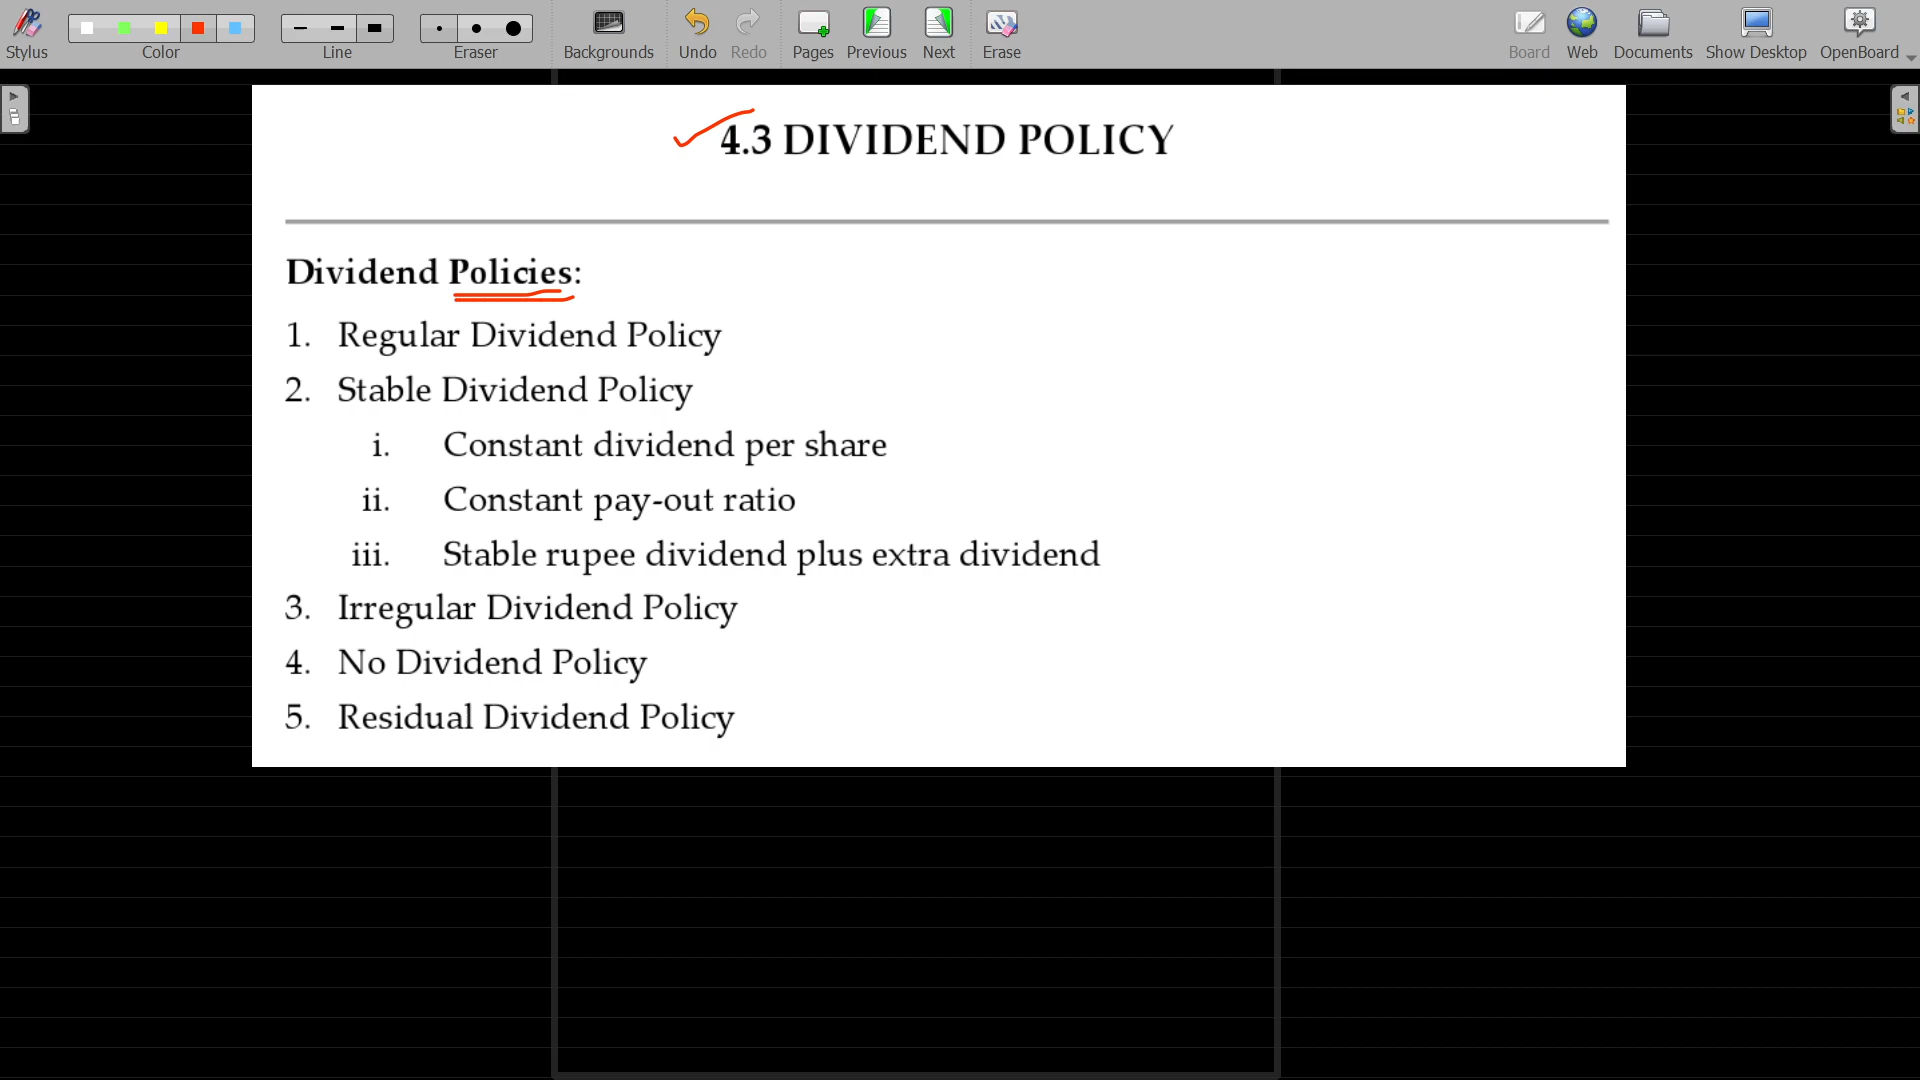 Stylus
Color
Line
Eraser
Backgrounds
Undo
Redo
Pages
Previous
Next
Erase
Board
Web
Documents
Show Desktop
OpenBoard
4.3 DIVIDEND POLICY
Dividend Policies:
1. Regular Dividend Policy
2. Stable Dividend Policy
i. Constant dividend per share
ii. Constant pay-out ratio
iii. Stable rupee dividend plus extra dividend
3. Irregular Dividend Policy
4. No Dividend Policy
5. Residual Dividend Policy